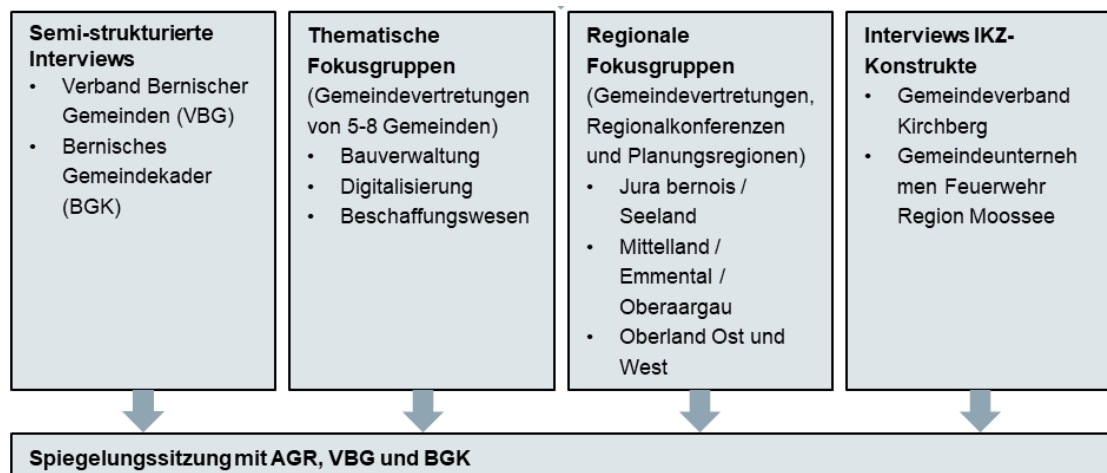 Semi-strukturierte
Interviews
• Verband Bernischer
Gemeinden (VBG)
• Bernisches
Gemeindekader
(BGK)
Thematische
Fokusgruppen
(Gemeindevertretungen
von 5-8 Gemeinden)
• Bauverwaltung
• Digitalisierung
• Beschaffungswesen
Regionale
Fokusgruppen
(Gemeindevertretungen,
Regionalkonferenzen
und Planungsregionen)
• Jura bernois /
Seeland
• Mittelland /
Emmental /
Oberaargau
• Oberland Ost und
West
Interviews IKZ-
Konstrukte
• Gemeindeverband
Kirchberg
• Gemeindeunterneh
men Feuerwehr
Region Moossee
Spiegelungssitzung mit AGR, VBG und BGK